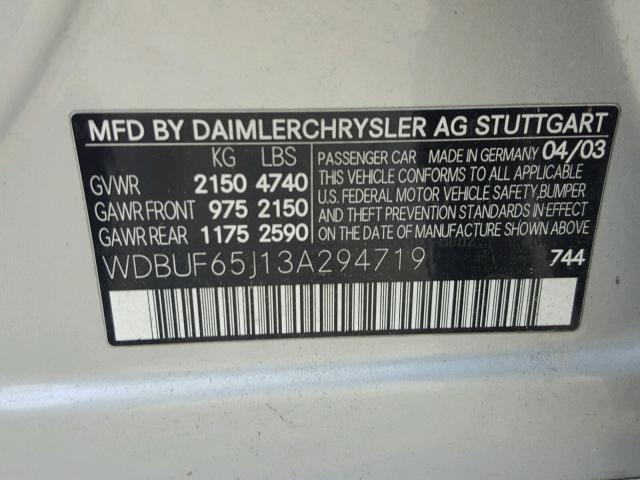 MFD BY DAIMLERCHRYSLER AG STUTTGART
KG LBS
GVWR 2150 4740
GAWR FRONT 975 2150
GAWR REAR 1175 2590
PASSENGER CAR MADE IN GERMANY 04/03
THIS VEHICLE CONFORMS TO ALL APPLICABLE
U.S. FEDERAL MOTOR VEHICLE SAFETY, BUMPER
AND THEFT PREVENTION STANDARDS IN EFFECT
ON THE DATE OF MANUFACTURE SHOWN ABOVE
WDBUF65J13A294719 744